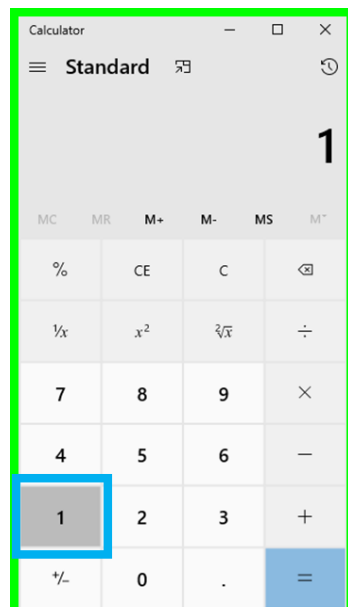 Calculator
Standard
1
MC MR M+ M- MS M˅
% CE C
¹/x x² ²√x ÷
7 8 9 ×
4 5 6 −
1 2 3 +
+/− 0 . =